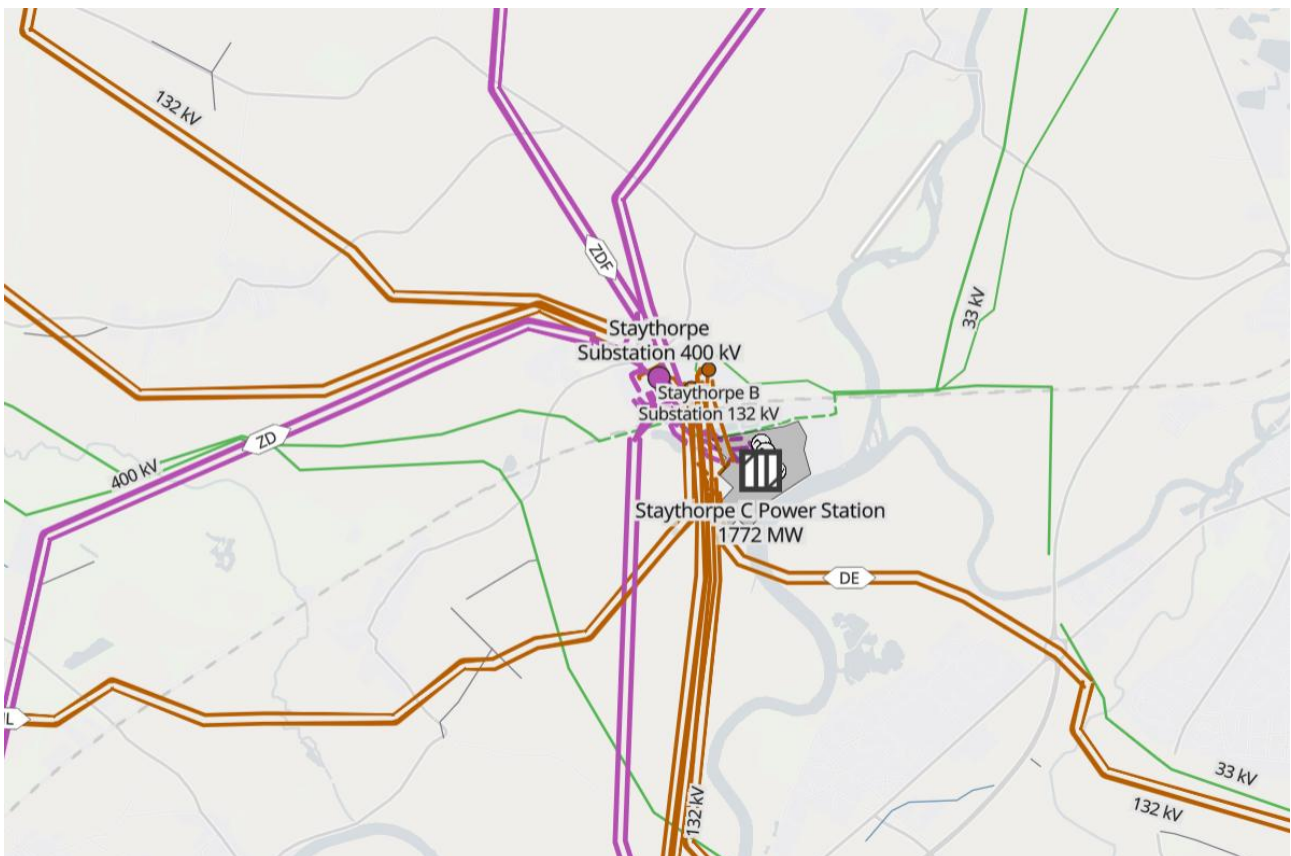 132 kV
ZDF
33 kV
Staythorpe
Substation 400 kV
Staythorpe B
Substation 132 kV
ZD
400 kV
Staythorpe C Power Station
1772 MW
DE
L
33 kV
132 kV
132 kV